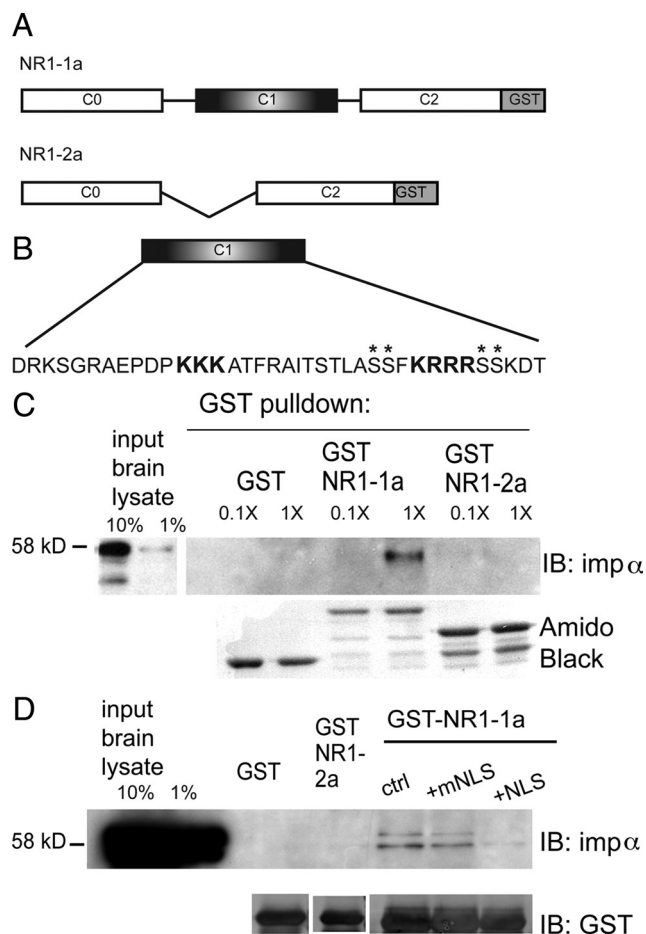 A
NR1-1a
C0 C1 C2 GST
NR1-2a
C0 C2 GST
B
C1
* * * *
DRKSGRAEPDPKKKATFRAITSTLASSFKRRRSSKDT
C
GST pulldown:
input
brain
lysate
GST
GST
NR1-1a
GST
NR1-2a
10% 1% 0.1X 1X 0.1X 1X 0.1X 1X
58 kD
IB: imp α
Amido
Black
D
input
brain
lysate
GST
GST
NR1-
2a
GST-NR1-1a
10% 1% ctrl +mNLS +NLS
58 kD
IB: imp α
IB: GST